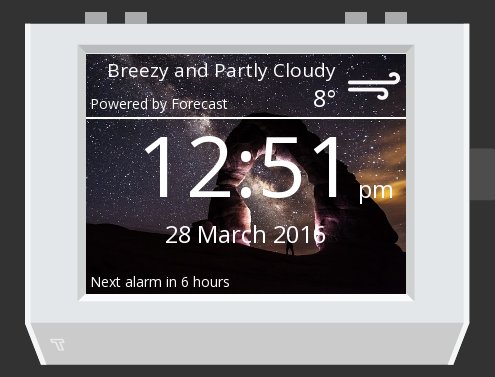 Breezy and Partly Cloudy
8°
Powered by Forecast
12:51 pm
28 March 2016
Next alarm in 6 hours